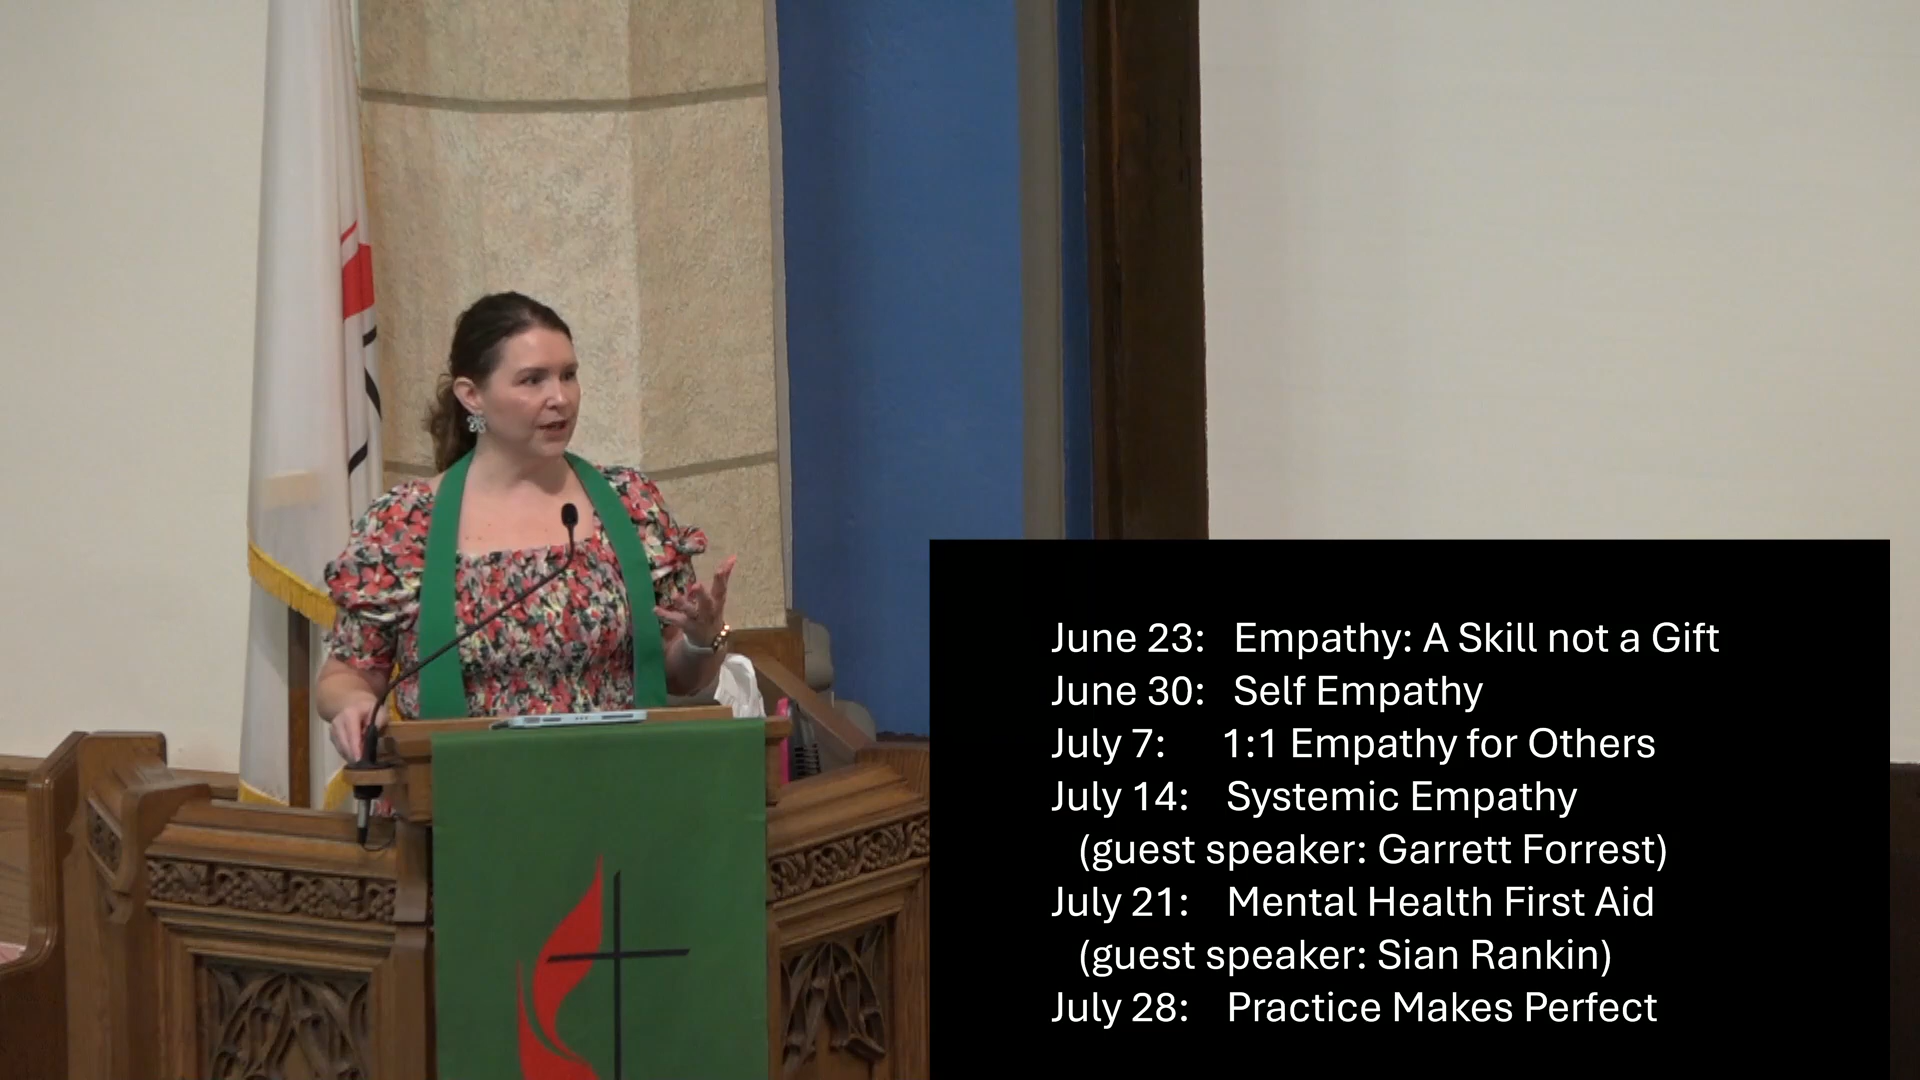 June 23: Empathy: A Skill not a Gift
June 30: Self Empathy
July 7: 1:1 Empathy for Others
July 14: Systemic Empathy
(guest speaker: Garrett Forrest)
July 21: Mental Health First Aid
(guest speaker: Sian Rankin)
July 28: Practice Makes Perfect